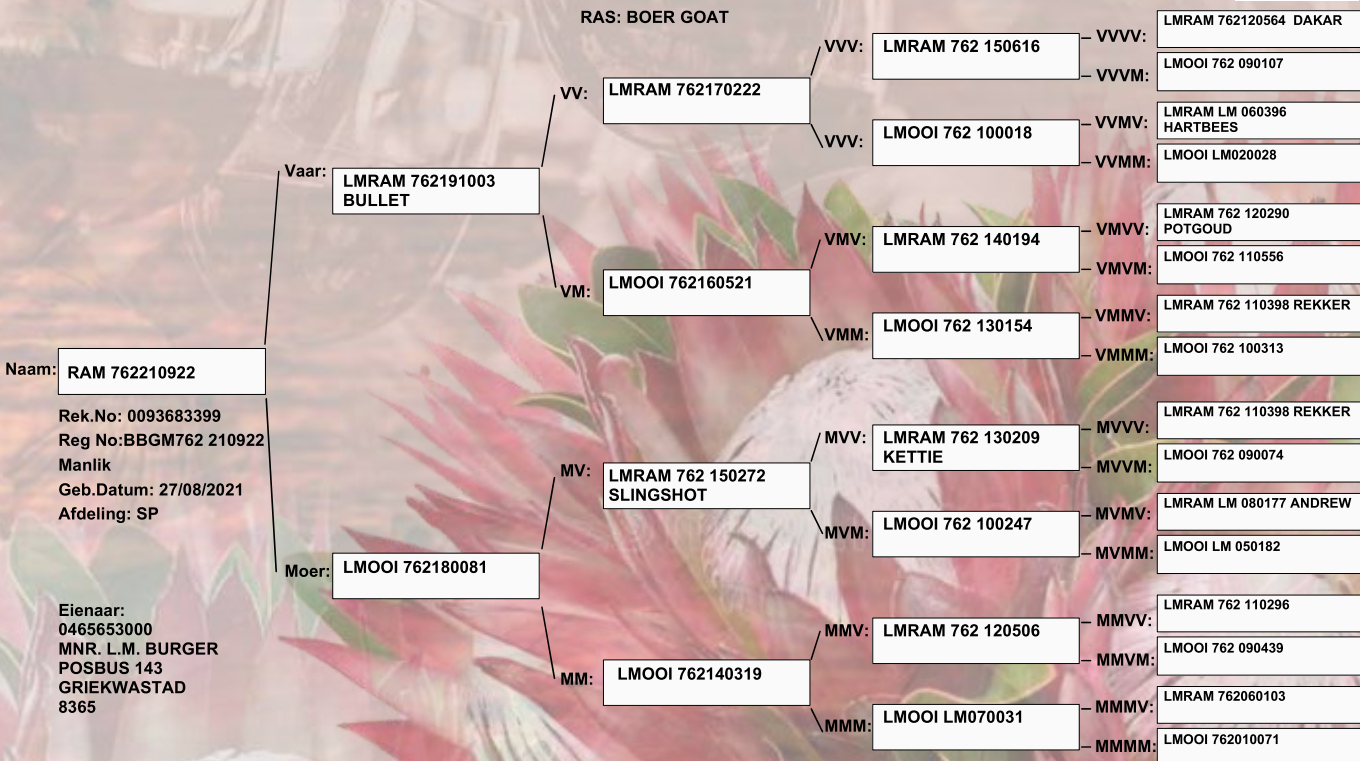 RAS: BOER GOAT
Naam:
RAM 762210922
Rek.No: 0093683399
Reg No:BBGM762 210922
Manlik
Geb.Datum: 27/08/2021
Afdeling: SP
Eienaar:
0465653000
MNR. L.M. BURGER
POSBUS 143
GRIEKWASTAD
8365
Vaar:
LMRAM 762191003
BULLET
Moer:
LMOOI 762180081
VV:
LMRAM 762170222
VM:
LMOOI 762160521
MV:
LMRAM 762 150272
SLINGSHOT
MM:
LMOOI 762140319
VVV:
LMRAM 762 150616
VVV:
LMOOI 762 100018
VMV:
LMRAM 762 140194
VMM:
LMOOI 762 130154
MVV:
LMRAM 762 130209
KETTIE
MVM:
LMOOI 762 100247
MMV:
LMRAM 762 120506
MMM:
LMOOI LM070031
VVVV:
LMRAM 762120564 DAKAR
VVVM:
LMOOI 762 090107
VVMV:
LMRAM LM 060396
HARTBEES
VVMM:
LMOOI LM020028
VMVV:
LMRAM 762 120290
POTGOUD
VMVM:
LMOOI 762 110556
VMMV:
LMRAM 762 110398 REKKER
VMMM:
LMOOI 762 100313
MVVV:
LMRAM 762 110398 REKKER
MVVM:
LMOOI 762 090074
MVMV:
LMRAM LM 080177 ANDREW
MVMM:
LMOOI LM 050182
MMVV:
LMRAM 762 110296
MMVM:
LMOOI 762 090439
MMMV:
LMRAM 762060103
MMMM:
LMOOI 762010071